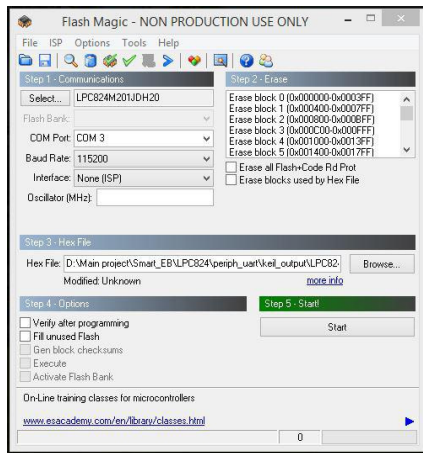 Flash Magic - NON PRODUCTION USE ONLY
File ISP Options Tools Help
Step 1 - Communications
Select... LPC824M201JDH20
Flash Bank:
COM Port: COM 3
Baud Rate: 115200
Interface: None (ISP)
Oscillator (MHz):
Step 2 - Erase
Erase block 0 (0x000000-0x0003FF)
Erase block 1 (0x000400-0x0007FF)
Erase block 2 (0x000800-0x000BFF)
Erase block 3 (0x000C00-0x000FFF)
Erase block 4 (0x001000-0x0013FF)
Erase block 5 (0x001400-0x0017FF)
Erase all Flash+Code Rd Prot
Erase blocks used by Hex File
Step 3 - Hex File
Hex File: D:\Main project\Smart_EB\LPC824\periph_uart\keil_output\LPC82 Browse...
Modified: Unknown more info
Step 4 - Options
Verify after programming
Fill unused Flash
Gen block checksums
Execute
Activate Flash Bank
Step 5 - Start!
Start
On-Line training classes for microcontrollers
www.esacademy.com/en/library/classes.html
0